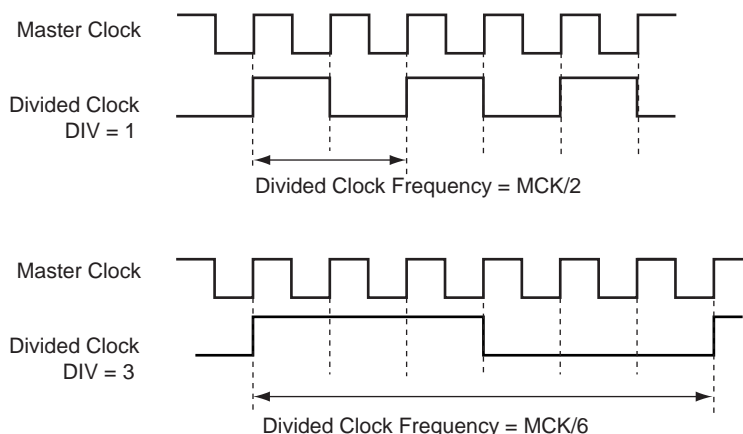 Master Clock
Divided Clock
DIV = 1
Divided Clock Frequency = MCK/2
Master Clock
Divided Clock
DIV = 3
Divided Clock Frequency = MCK/6